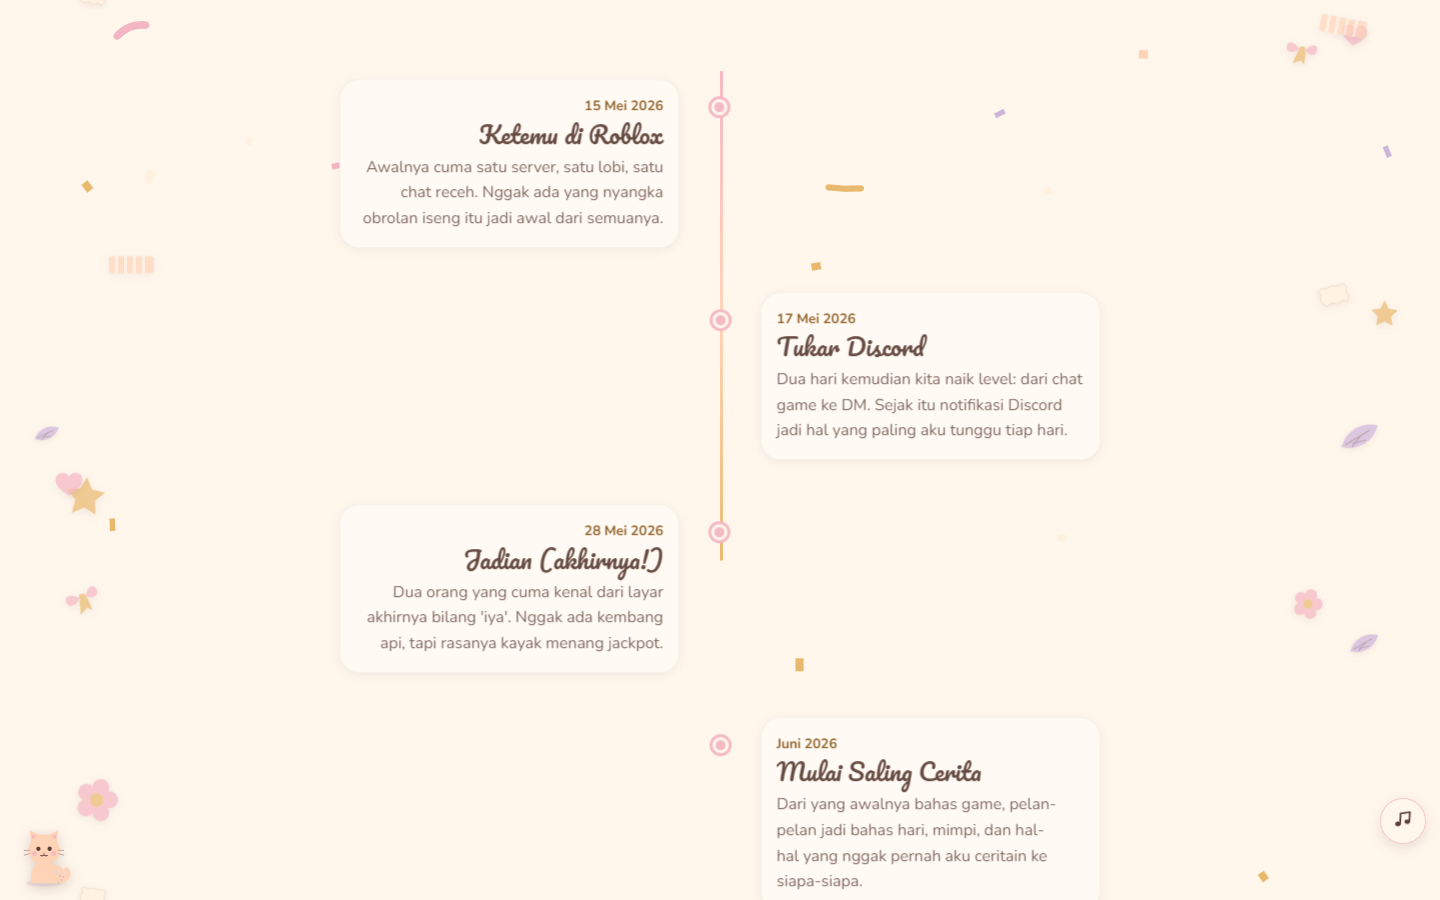 15 Mei 2026
Ketemu di Roblox
Awalnya cuma satu server, satu lobi, satu
chat receh. Nggak ada yang nyangka
obrolan iseng itu jadi awal dari semuanya.
17 Mei 2026
Tukar Discord
Dua hari kemudian kita naik level: dari chat
game ke DM. Sejak itu notifikasi Discord
jadi hal yang paling aku tunggu tiap hari.
28 Mei 2026
Jadian (akhirnya!)
Dua orang yang cuma kenal dari layar
akhirnya bilang 'iya'. Nggak ada kembang
api, tapi rasanya kayak menang jackpot.
Juni 2026
Mulai Saling Cerita
Dari yang awalnya bahas game, pelan-
pelan jadi bahas hari, mimpi, dan hal-
hal yang nggak pernah aku ceritain ke
siapa-siapa.